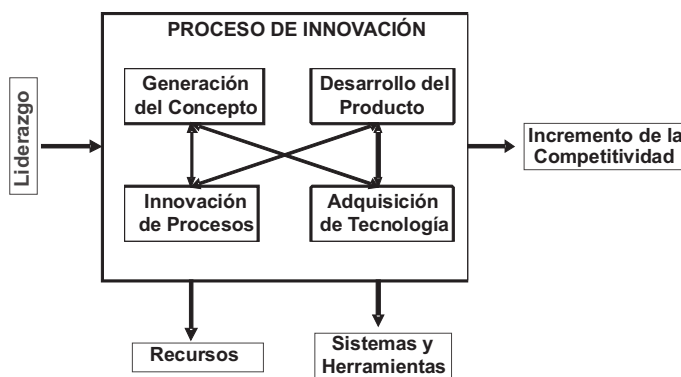 PROCESO DE INNOVACIÓN
Generación
del Concepto
Desarrollo del
Producto
Liderazgo
Incremento de la
Competitividad
Innovación
de Procesos
Adquisición
de Tecnología
Recursos
Sistemas y
Herramientas